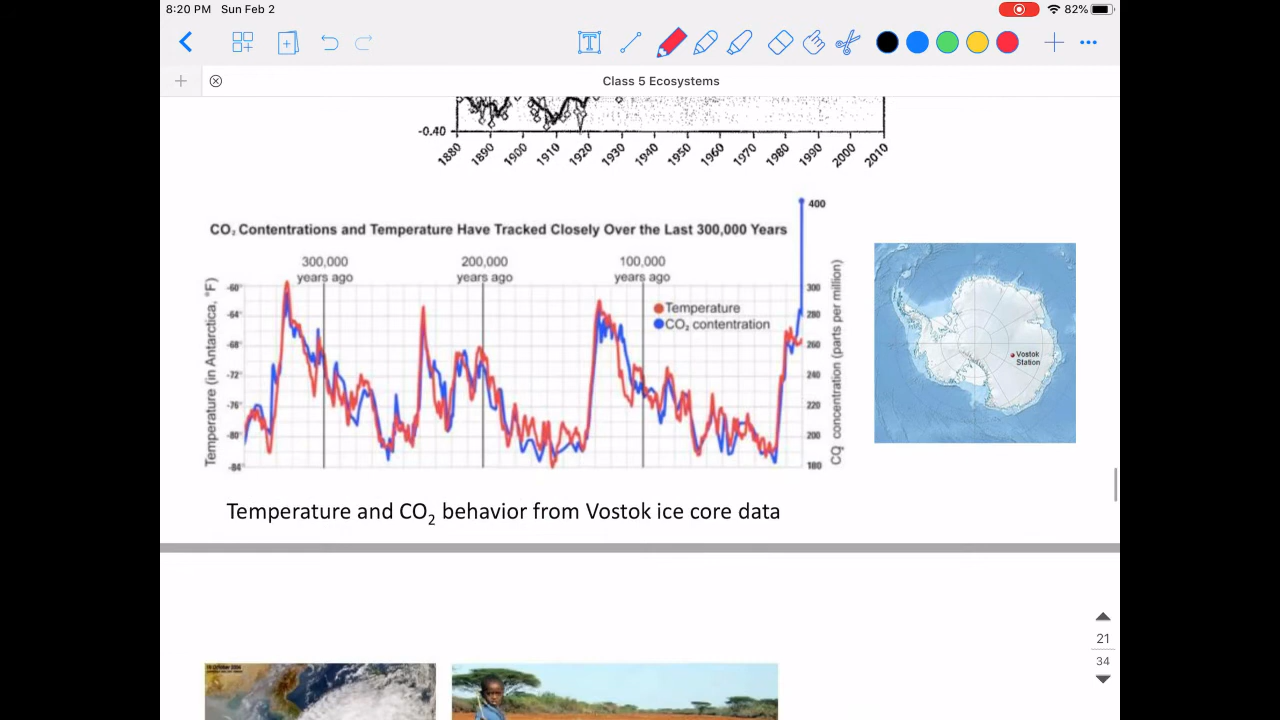 8:20 PM Sun Feb 2
82%
T
Class 5 Ecosystems
-0.40
1880 1890 1900 1910 1920 1930 1940 1950 1960 1970 1980 1990 2000 2010
400
CO₂ Contentrations and Temperature Have Tracked Closely Over the Last 300,000 Years
300,000 years ago
200,000 years ago
100,000 years ago
Temperature (in Antarctica, °F)
-60°
-64°
-68°
-72°
-76°
-80°
-84°
Temperature
CO₂ contentration
300
280
260
240
220
200
180
CO₂ concentration (parts per million)
Vostok
Station
Temperature and CO₂ behavior from Vostok ice core data
21
34